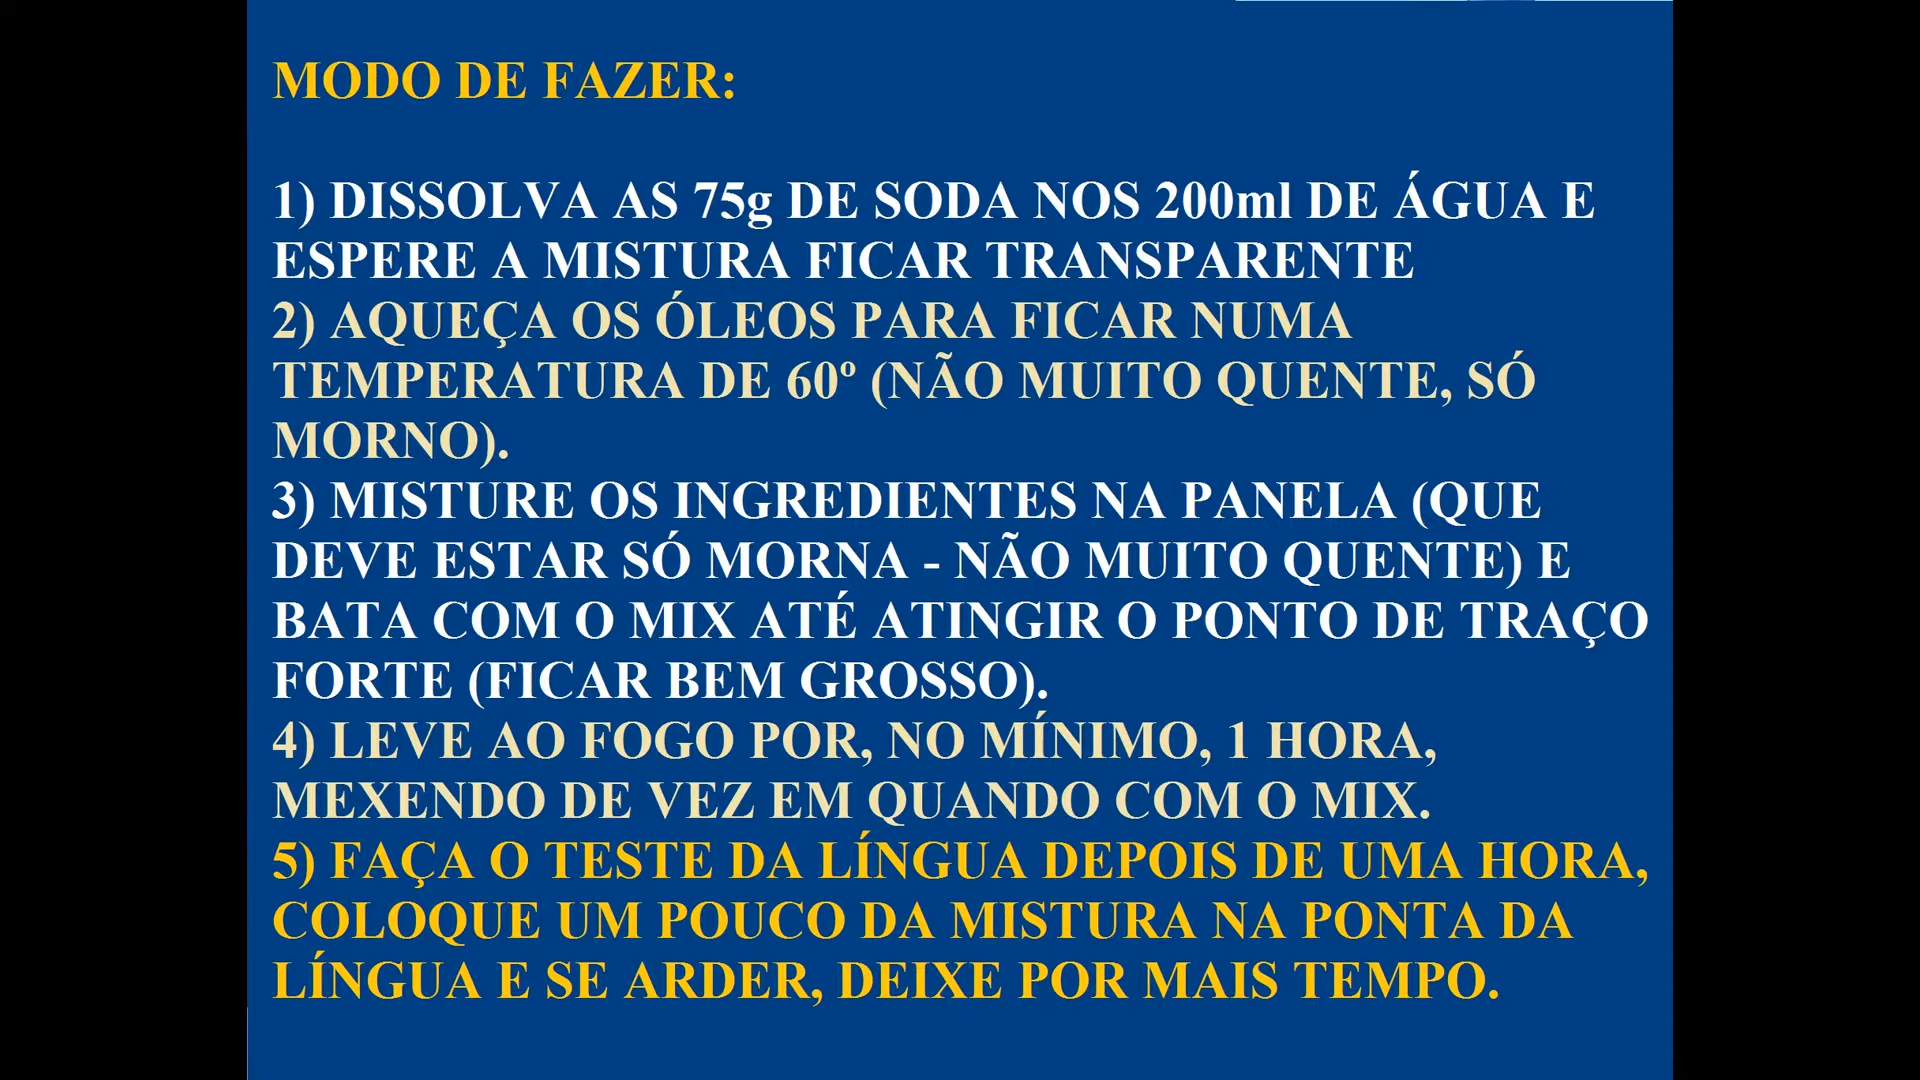 MODO DE FAZER:
1) DISSOLVA AS 75g DE SODA NOS 200ml DE ÁGUA E
ESPERE A MISTURA FICAR TRANSPARENTE
2) AQUEÇA OS ÓLEOS PARA FICAR NUMA
TEMPERATURA DE 60º (NÃO MUITO QUENTE, SÓ
MORNO).
3) MISTURE OS INGREDIENTES NA PANELA (QUE
DEVE ESTAR SÓ MORNA - NÃO MUITO QUENTE) E
BATA COM O MIX ATÉ ATINGIR O PONTO DE TRAÇO
FORTE (FICAR BEM GROSSO).
4) LEVE AO FOGO POR, NO MÍNIMO, 1 HORA,
MEXENDO DE VEZ EM QUANDO COM O MIX.
5) FAÇA O TESTE DA LÍNGUA DEPOIS DE UMA HORA,
COLOQUE UM POUCO DA MISTURA NA PONTA DA
LÍNGUA E SE ARDER, DEIXE POR MAIS TEMPO.